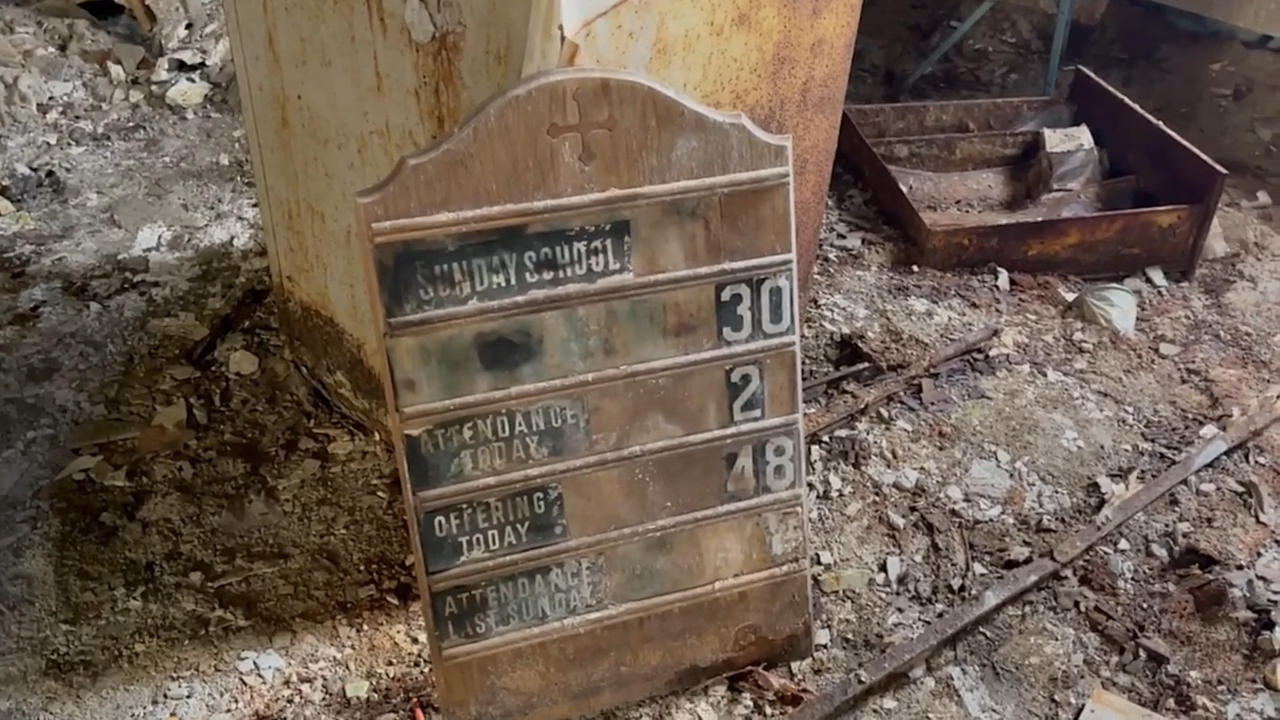 SUNDAY SCHOOL
30
ATTENDANCE
TODAY
2
OFFERING
TODAY
48
ATTENDANCE
LAST SUNDAY